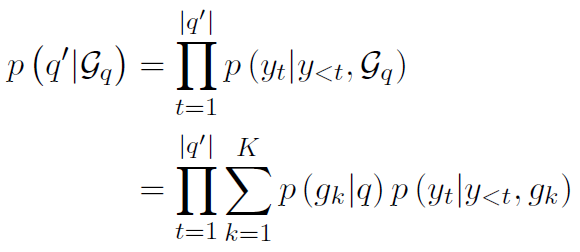 p(q′|𝒢_q) = ∏_{t=1}^{|q′|} p(y_t|y_{<t}, 𝒢_q)
= ∏_{t=1}^{|q′|} ∑_{k=1}^{K} p(g_k|q) p(y_t|y_{<t}, g_k)